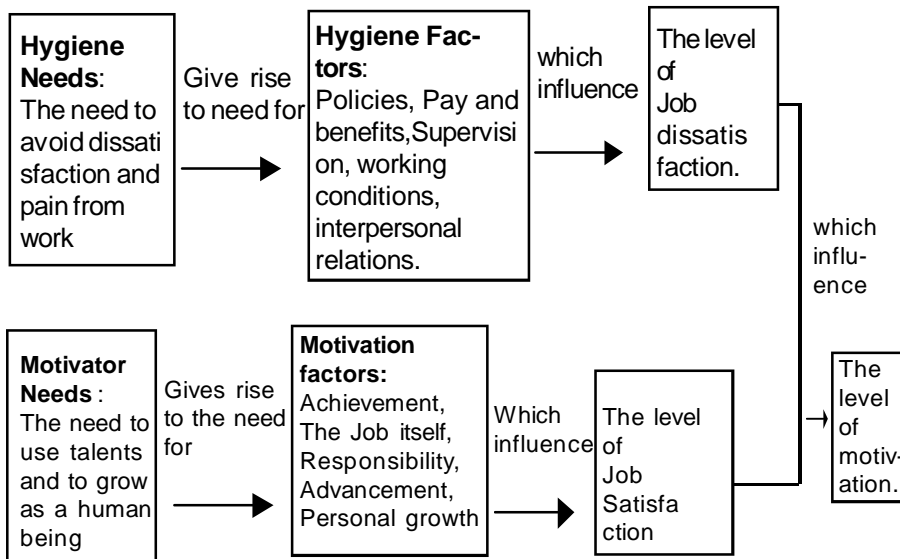 Hygiene
Needs:
The need to
avoid dissati
sfaction and
pain from
work
Give rise
to need for
Hygiene Fac-
tors:
Policies, Pay and
benefits,Supervisi
on, working
conditions,
interpersonal
relations.
which
influence
The level
of
Job
dissatis
faction.
which
influ-
ence
Motivator
Needs :
The need to
use talents
and to grow
as a human
being
Gives rise
to the need
for
Motivation
factors:
Achievement,
The Job itself,
Responsibility,
Advancement,
Personal growth
Which
influence
The level
of
Job
Satisfa
ction
The
level
of
motiv-
ation.